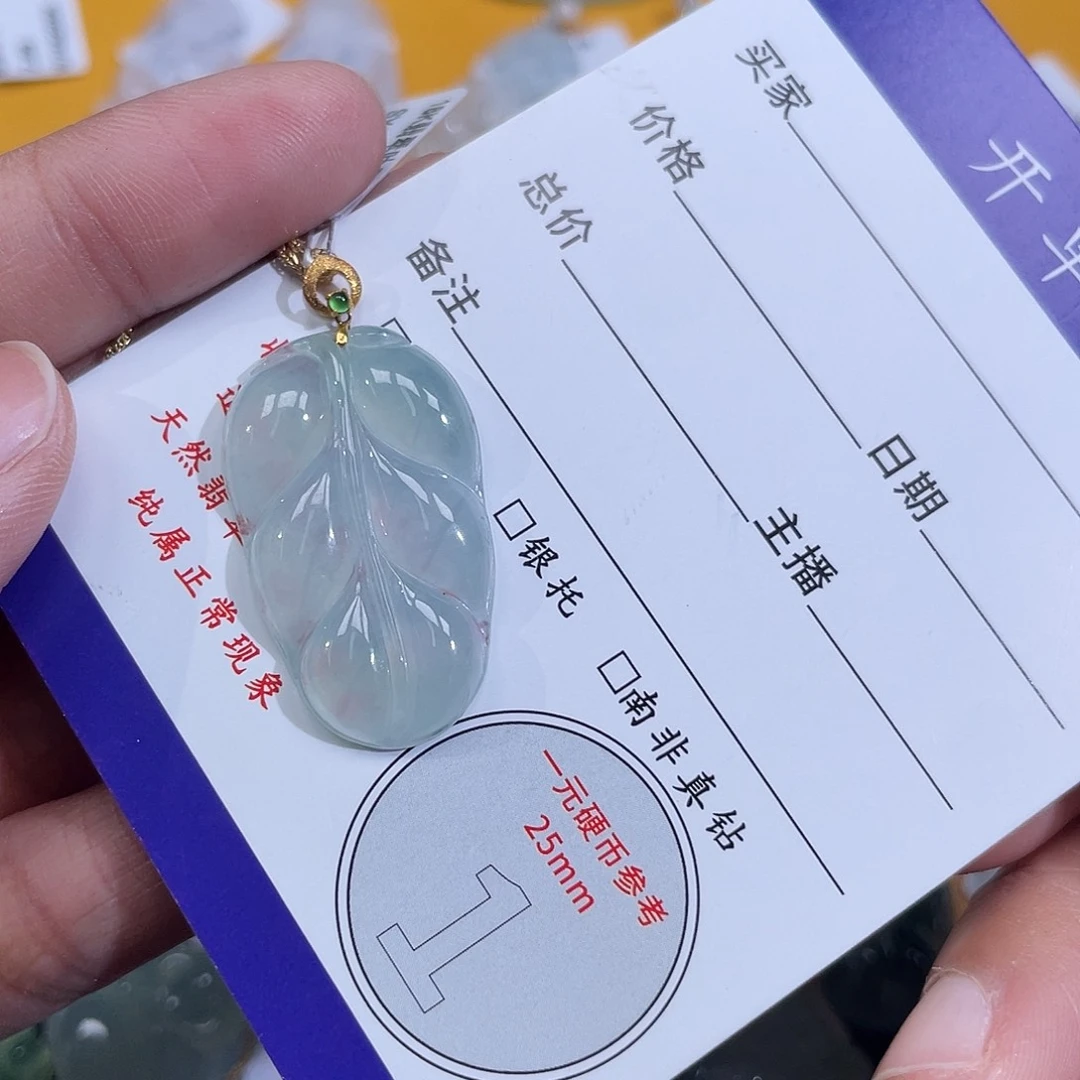 开单
买家
价格
日期
总价
主播
备注
银托
南非真钻
天然翡
纯属正常现象
一元硬币参考
25mm
1